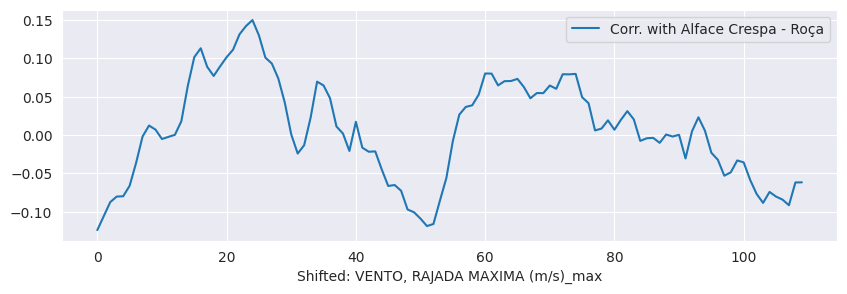 0.15
0.10
0.05
0.00
−0.05
−0.10
Corr. with Alface Crespa - Roça
0 20 40 60 80 100
Shifted: VENTO, RAJADA MAXIMA (m/s)_max